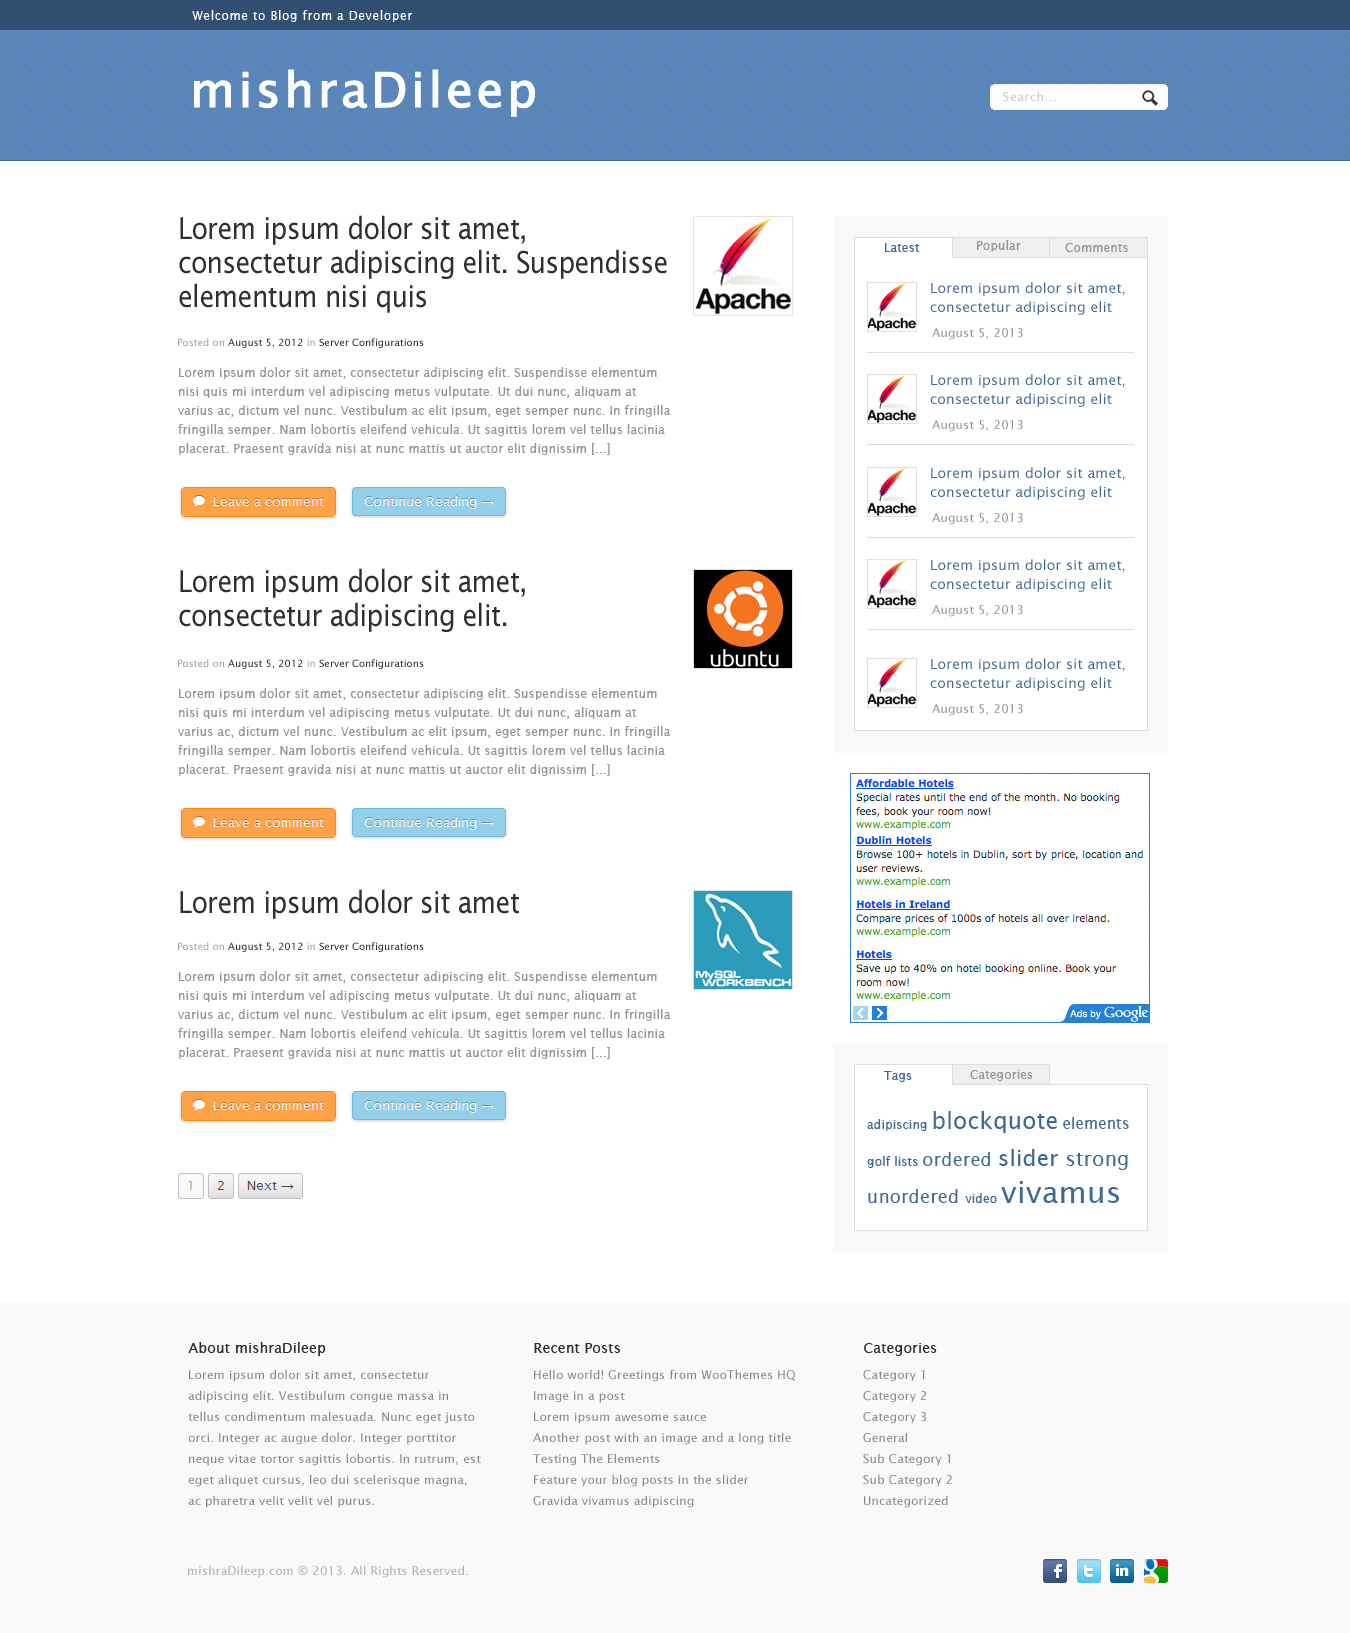 Welcome to Blog from a Developer
mishraDileep
Search...
Lorem ipsum dolor sit amet,
consectetur adipiscing elit. Suspendisse
elementum nisi quis
Apache
Posted on August 5, 2012 in Server Configurations
Lorem ipsum dolor sit amet, consectetur adipiscing elit. Suspendisse elementum
nisi quis mi interdum vel adipiscing metus vulputate. Ut dui nunc, aliquam at
varius ac, dictum vel nunc. Vestibulum ac elit ipsum, eget semper nunc. In fringilla
fringilla semper. Nam lobortis eleifend vehicula. Ut sagittis lorem vel tellus lacinia
placerat. Praesent gravida nisi at nunc mattis ut auctor elit dignissim [...]
Leave a comment
Continue Reading →
Lorem ipsum dolor sit amet,
consectetur adipiscing elit.
ubuntu
Posted on August 5, 2012 in Server Configurations
Lorem ipsum dolor sit amet, consectetur adipiscing elit. Suspendisse elementum
nisi quis mi interdum vel adipiscing metus vulputate. Ut dui nunc, aliquam at
varius ac, dictum vel nunc. Vestibulum ac elit ipsum, eget semper nunc. In fringilla
fringilla semper. Nam lobortis eleifend vehicula. Ut sagittis lorem vel tellus lacinia
placerat. Praesent gravida nisi at nunc mattis ut auctor elit dignissim [...]
Leave a comment
Continue Reading →
Lorem ipsum dolor sit amet
MySQL
WORKBENCH
Posted on August 5, 2012 in Server Configurations
Lorem ipsum dolor sit amet, consectetur adipiscing elit. Suspendisse elementum
nisi quis mi interdum vel adipiscing metus vulputate. Ut dui nunc, aliquam at
varius ac, dictum vel nunc. Vestibulum ac elit ipsum, eget semper nunc. In fringilla
fringilla semper. Nam lobortis eleifend vehicula. Ut sagittis lorem vel tellus lacinia
placerat. Praesent gravida nisi at nunc mattis ut auctor elit dignissim [...]
Leave a comment
Continue Reading →
1 2 Next →
Latest Popular Comments
Apache
Lorem ipsum dolor sit amet,
consectetur adipiscing elit
August 5, 2013
Apache
Lorem ipsum dolor sit amet,
consectetur adipiscing elit
August 5, 2013
Apache
Lorem ipsum dolor sit amet,
consectetur adipiscing elit
August 5, 2013
Apache
Lorem ipsum dolor sit amet,
consectetur adipiscing elit
August 5, 2013
Apache
Lorem ipsum dolor sit amet,
consectetur adipiscing elit
August 5, 2013
Affordable Hotels
Special rates until the end of the month. No booking
fees, book your room now!
www.example.com
Dublin Hotels
Browse 100+ hotels in Dublin, sort by price, location and
user reviews.
www.example.com
Hotels in Ireland
Compare prices of 1000s of hotels all over ireland.
www.example.com
Hotels
Save up to 40% on hotel booking online. Book your
room now!
www.example.com
Ads by Google
Tags Categories
adipiscing blockquote elements
golf lists ordered slider strong
unordered video vivamus
About mishraDileep
Lorem ipsum dolor sit amet, consectetur
adipiscing elit. Vestibulum congue massa in
tellus condimentum malesuada. Nunc eget justo
orci. Integer ac augue dolor. Integer porttitor
neque vitae tortor sagittis lobortis. In rutrum, est
eget aliquet cursus, leo dui scelerisque magna,
ac pharetra velit velit vel purus.
Recent Posts
Hello world! Greetings from WooThemes HQ
Image in a post
Lorem ipsum awesome sauce
Another post with an image and a long title
Testing The Elements
Feature your blog posts in the slider
Gravida vivamus adipiscing
Categories
Category 1
Category 2
Category 3
General
Sub Category 1
Sub Category 2
Uncategorized
mishraDileep.com © 2013. All Rights Reserved.
f t in g